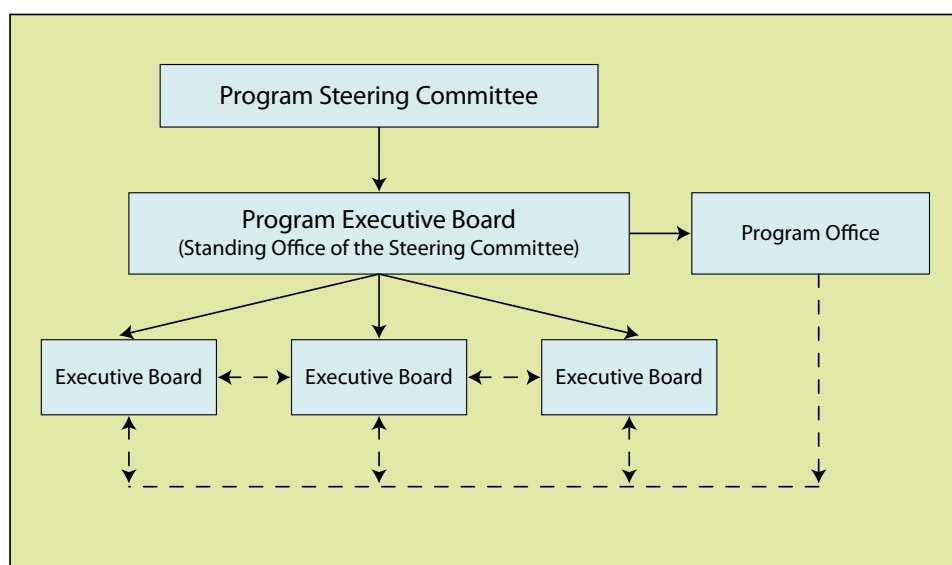 Program Steering Committee
Program Executive Board
(Standing Office of the Steering Committee)
Program Office
Executive Board
Executive Board
Executive Board